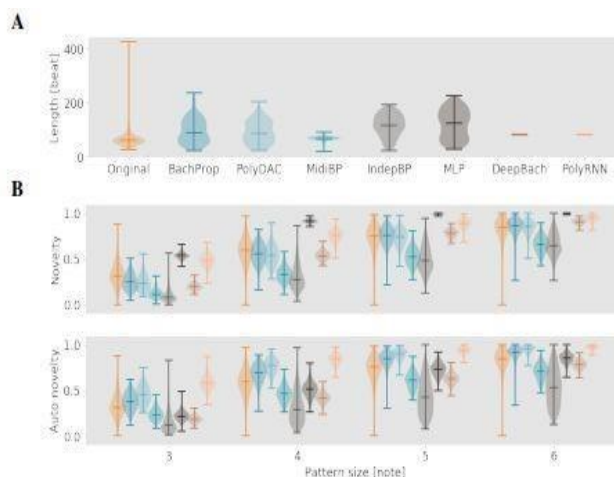 A
400
200
0
Length [beat]
Original BachProp PolyDAC MidiBP IndepBP MLP DeepBach PolyRNN
B
1.0
0.5
0.0
Novelty
1.0
0.5
0.0
Auto novelty
3 4 5 6
Pattern size [note]